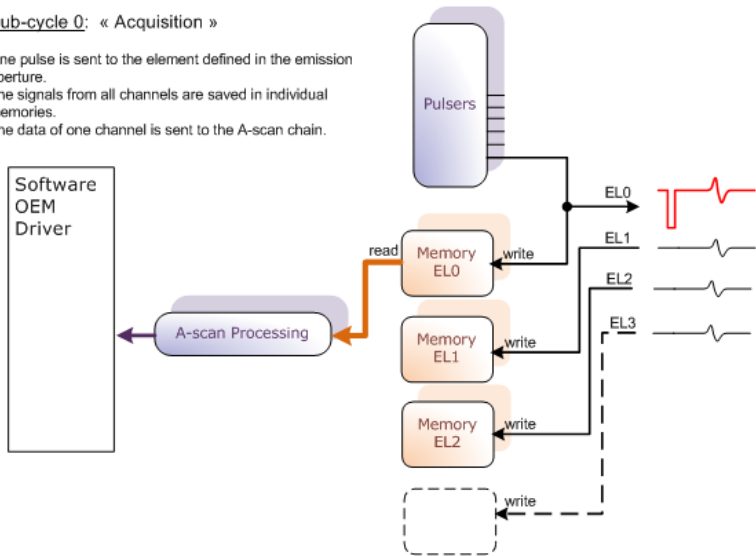 ub-cycle 0: « Acquisition »
ne pulse is sent to the element defined in the emission
perture.
he signals from all channels are saved in individual
emories.
he data of one channel is sent to the A-scan chain.
Pulsers
Software
OEM
Driver
EL0
read
Memory
EL0
write
EL1
EL2
A-scan Processing
EL3
Memory
EL1
write
Memory
EL2
write
write